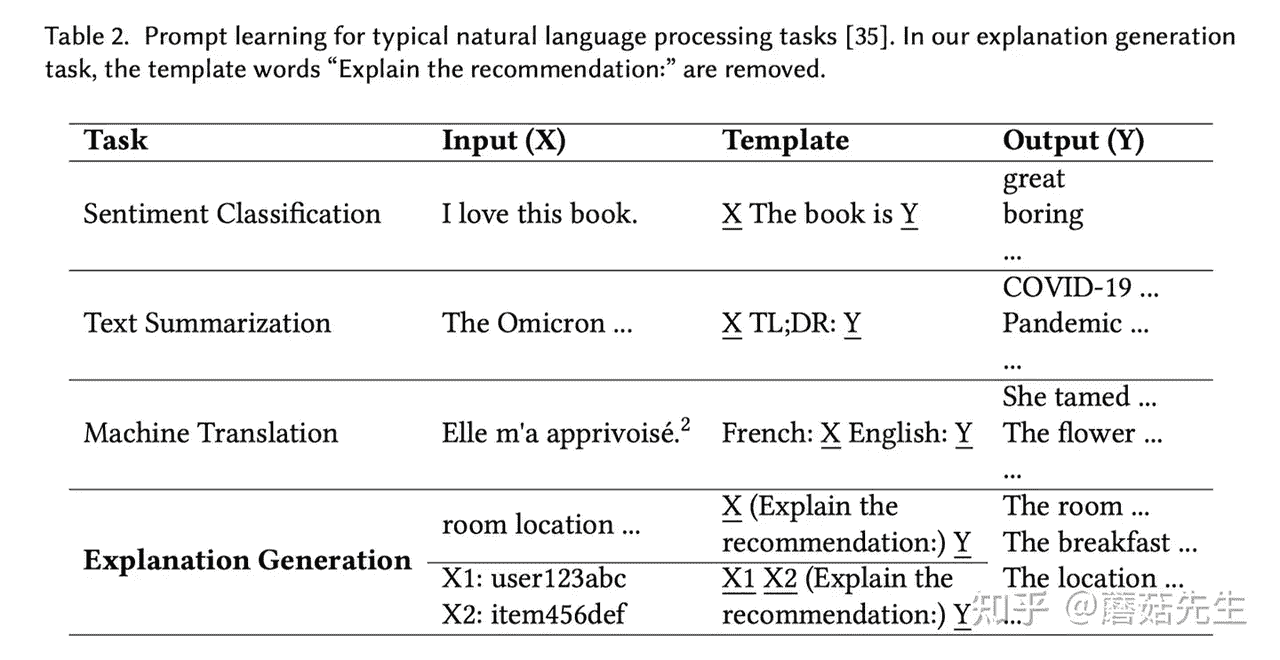 Table 2. Prompt learning for typical natural language processing tasks [35]. In our explanation generation
task, the template words “Explain the recommendation:” are removed.
Task Input (X) Template Output (Y)
great
Sentiment Classification I love this book. X The book is Y boring
...
COVID-19 ...
Text Summarization The Omicron ... X TL;DR: Y Pandemic ...
...
She tamed ...
Machine Translation Elle m'a apprivoisé.² French: X English: Y The flower ...
...
Explanation Generation
room location ...
X (Explain the
recommendation:) Y
X1: user123abc
X2: item456def
X1 X2 (Explain the
recommendation:) Y
The room ...
The breakfast ...
The location ...
...
知乎 @蘑菇先生